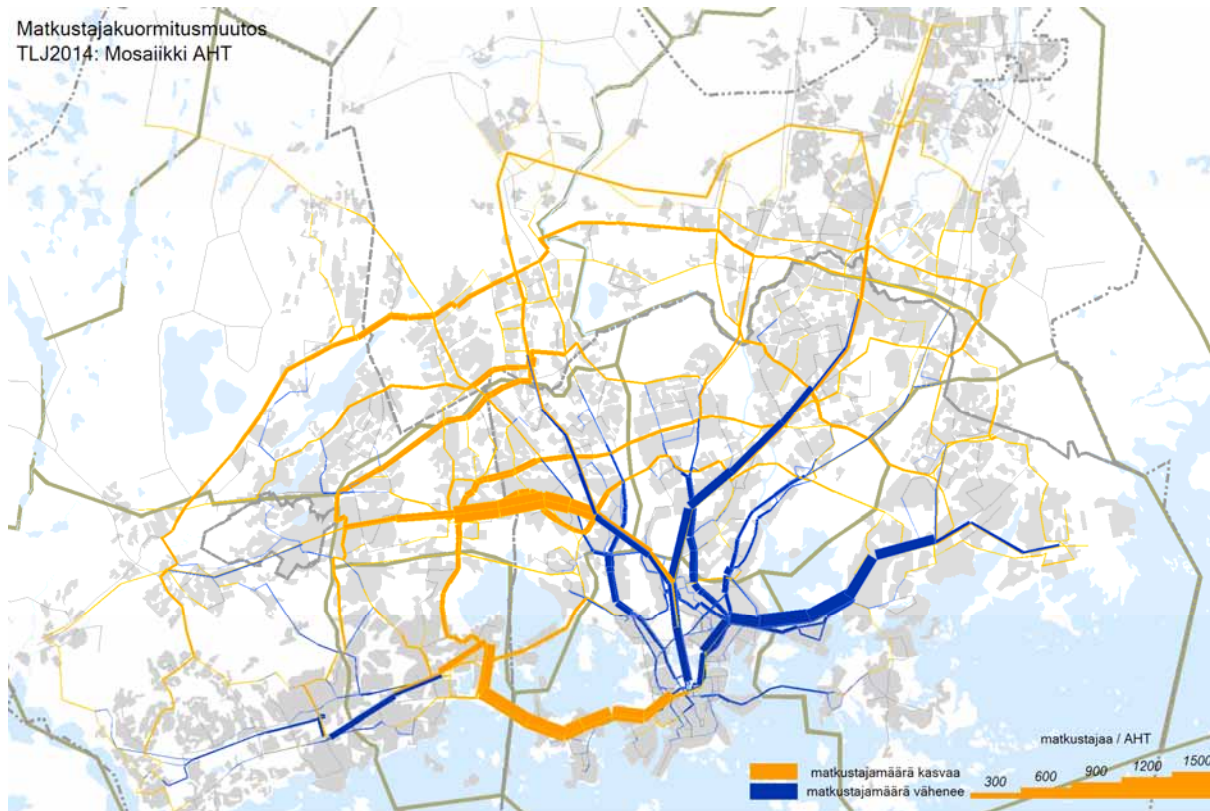 Matkustajakuormitusmuutos
TLJ2014: Mosaiikki AHT
matkustajaa / AHT
300 600 900 1200 1500
matkustajamäärä kasvaa
matkustajamäärä vähenee